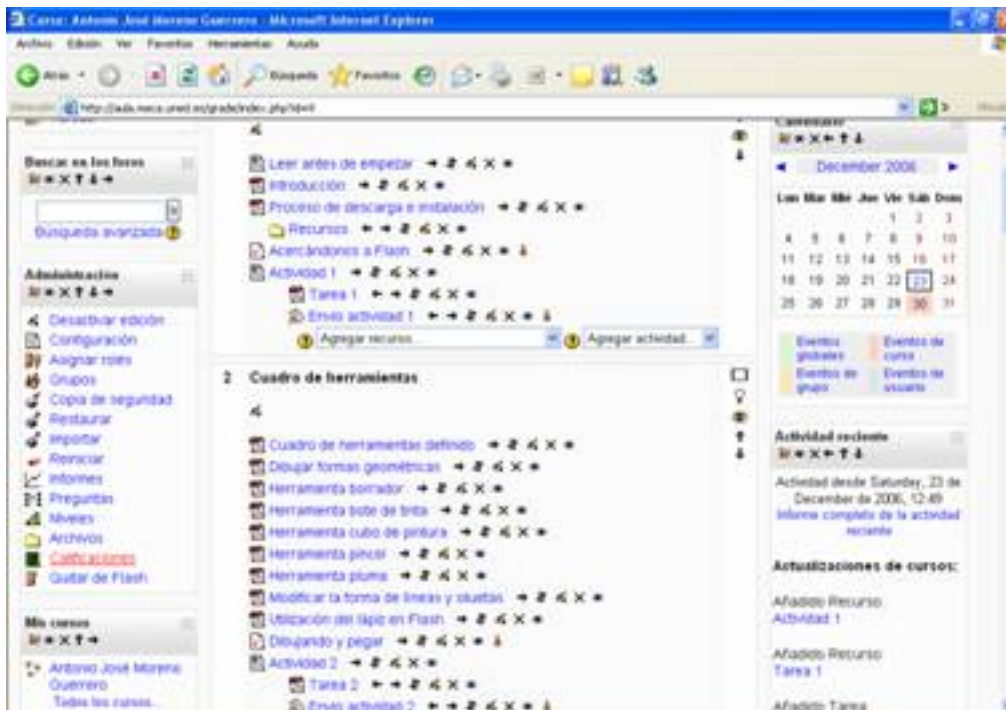 Curso: Antonio José Moreno Guerrero - Microsoft Internet Explorer
Archivo Edición Ver Favoritos Herramientas Ayuda
Atrás Búsqueda Favoritos
Buscar en los foros
Búsqueda avanzada
Administración
Desactivar edición
Configuración
Asignar roles
Grupos
Copia de seguridad
Restaurar
Importar
Reiniciar
Informes
Preguntas
Niveles
Archivos
Calificaciones
Quitar de Flash
Mis cursos
Antonio José Moreno
Guerrero
Todos los cursos...
Leer antes de empezar
Introducción
Proceso de descarga e instalación
Recursos
Acercándonos a Flash
Actividad 1
Tarea 1
Envío actividad 1
Agregar recurso... Agregar actividad...
2 Cuadro de herramientas
Cuadro de herramientas definido
Dibujar formas geométricas
Herramienta borrador
Herramienta bote de tinta
Herramienta cubo de pintura
Herramienta pincel
Herramienta pluma
Modificar la forma de líneas y siluetas
Utilización del lápiz en Flash
Dibujando y pegar
Actividad 2
Tarea 2
Envío actividad 2
Calendario
December 2006
Lun Mar Mié Jue Vie Sáb Dom
1 2 3
4 5 6 7 8 9 10
11 12 13 14 15 16 17
18 19 20 21 22 23 24
25 26 27 28 29 30 31
Eventos globales
Eventos de curso
Eventos de grupo
Eventos de usuario
Actividad reciente
Actividad desde Saturday, 23 de
December de 2006, 12:49
Informe completo de la actividad
reciente
Actualizaciones de cursos:
Añadido Recurso:
Actividad 1
Añadido Recurso:
Tarea 1
Añadido Tarea